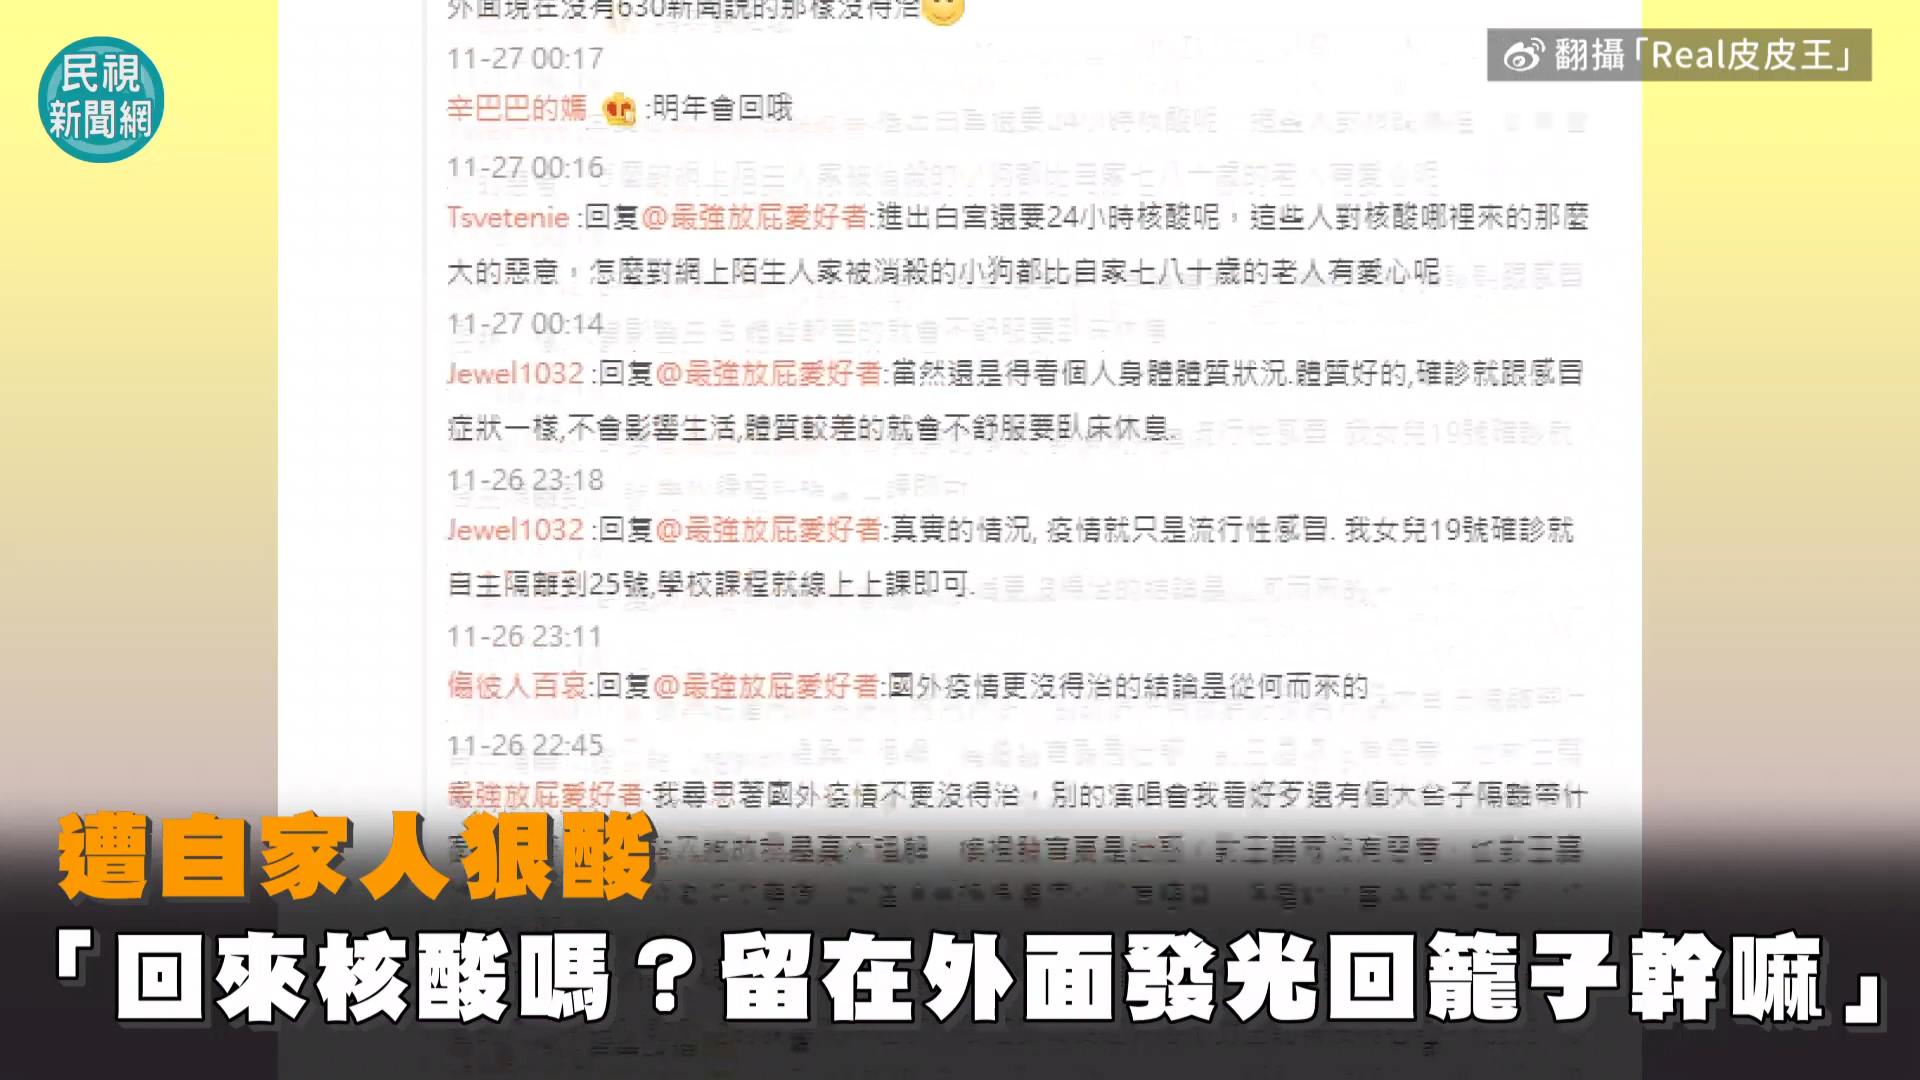 外面現在沒有630新聞說的那樣沒得治
民視
新聞網
翻攝「Real皮皮王」
11-27 00:17
辛巴巴的媽 :明年會回哦
11-27 00:16
Tsvetenie :回复@最強放屁愛好者:進出白宮還要24小時核酸呢，這些人對核酸哪裡來的那麼
大的惡意，怎麼對網上陌生人家被消殺的小狗都比自家七八十歲的老人有愛心呢
11-27 00:14
Jewel1032 :回复@最強放屁愛好者:當然還是得看個人身體體質狀況.體質好的,確診就跟感冒
症狀一樣,不會影響生活,體質較差的就會不舒服要臥床休息.
11-26 23:18
Jewel1032 :回复@最強放屁愛好者:真實的情況, 疫情就只是流行性感冒. 我女兒19號確診就
自主隔離到25號,學校課程就線上上課即可.
11-26 23:11
傷彼人百哀:回复@最強放屁愛好者:國外疫情更沒得治的結論是從何而來的
11-26 22:45
最強放屁愛好者:我尋思著國外疫情不更沒得治，別的演唱會我看好歹還有個大台子隔離帶什
遭自家人狠酸
「回來核酸嗎？留在外面發光回籠子幹嘛」